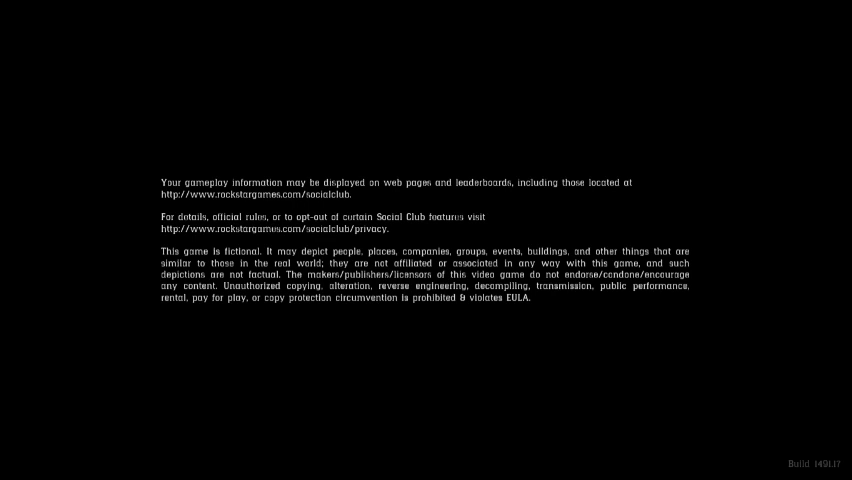 Your gameplay information may be displayed on web pages and leaderboards, including those located at
http://www.rockstargames.com/socialclub.
For details, official rules, or to opt-out of certain Social Club features visit
http://www.rockstargames.com/socialclub/privacy.
This game is fictional. It may depict people, places, companies, groups, events, buildings, and other things that are
similar to those in the real world; they are not affiliated or associated in any way with this game, and such
depictions are not factual. The makers/publishers/licensors of this video game do not endorse/condone/encourage
any content. Unauthorized copying, alteration, reverse engineering, decompiling, transmission, public performance,
rental, pay for play, or copy protection circumvention is prohibited & violates EULA.
Build 1491.17